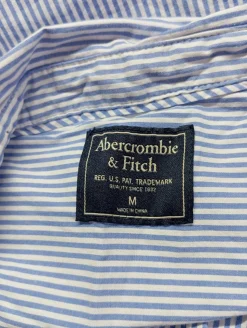 Abercrombie
& Fitch
REG. U.S. PAT. TRADEMARK
QUALITY SINCE 1892
M
MADE IN CHINA